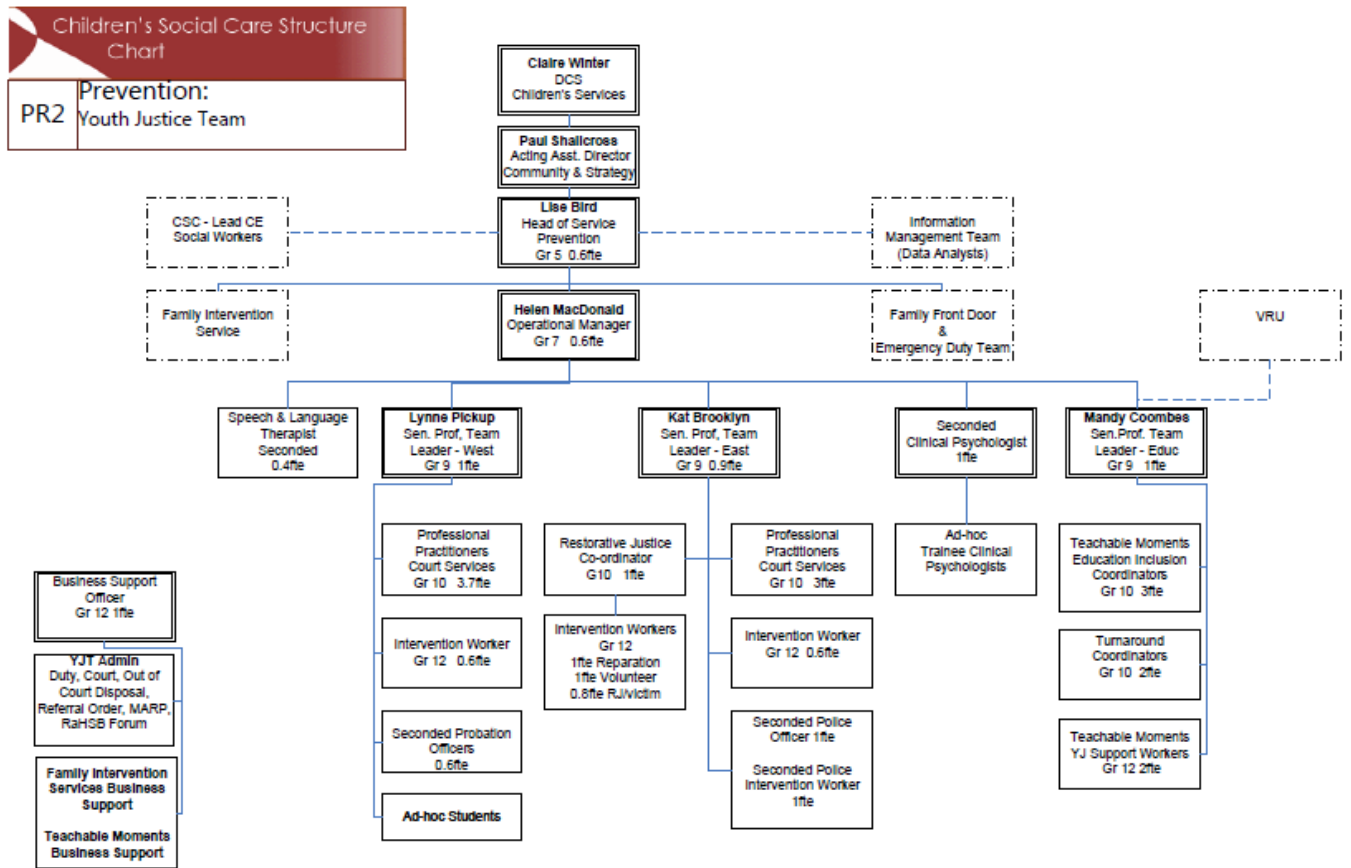 Children's Social Care Structure
Chart
PR2
Prevention:
Youth Justice Team
Claire Winter
DCS
Children's Services
Paul Shallcross
Acting Asst. Director
Community & Strategy
CSC - Lead CE
Social Workers
Lise Bird
Head of Service
Prevention
Gr 5 0.6fte
Information
Management Team
(Data Analysts)
Family Intervention
Service
Helen MacDonald
Operational Manager
Gr 7 0.6fte
Family Front Door
&
Emergency Duty Team
VRU
Speech & Language
Therapist
Seconded
0.4fte
Lynne Pickup
Sen. Prof, Team
Leader - West
Gr 9 1fte
Kat Brooklyn
Sen. Prof, Team
Leader - East
Gr 9 0.9fte
Seconded
Clinical Psychologist
1fte
Mandy Coombes
Sen.Prof. Team
Leader - Educ
Gr 9 1fte
Professional
Practitioners
Court Services
Gr 10 3.7fte
Restorative Justice
Co-ordinator
G10 1fte
Professional
Practitioners
Court Services
Gr 10 3fte
Ad-hoc
Trainee Clinical
Psychologists
Teachable Moments
Education Inclusion
Coordinators
Gr 10 3fte
Business Support
Officer
Gr 12 1fte
Intervention Worker
Gr 12 0.6fte
Intervention Workers
Gr 12
1fte Reparation
1fte Volunteer
0.8fte RJ/victim
Intervention Worker
Gr 12 0.6fte
Turnaround
Coordinators
Gr 10 2fte
YJT Admin
Duty, Court, Out of
Court Disposal,
Referral Order, MARP,
RaHSB Forum
Seconded Probation
Officers
0.6fte
Seconded Police
Officer 1fte
Seconded Police
Intervention Worker
1fte
Teachable Moments
YJ Support Workers
Gr 12 2fte
Family Intervention
Services Business
Support
Teachable Moments
Business Support
Ad-hoc Students